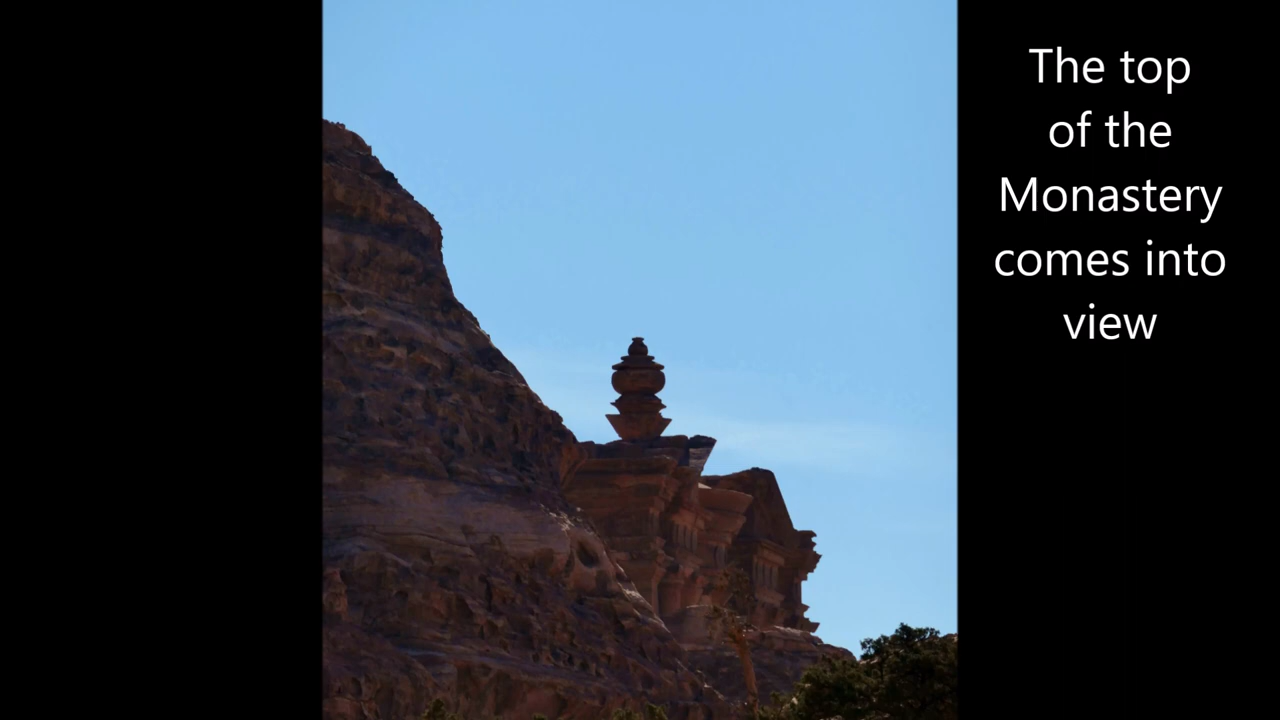 The top
of the
Monastery
comes into
view